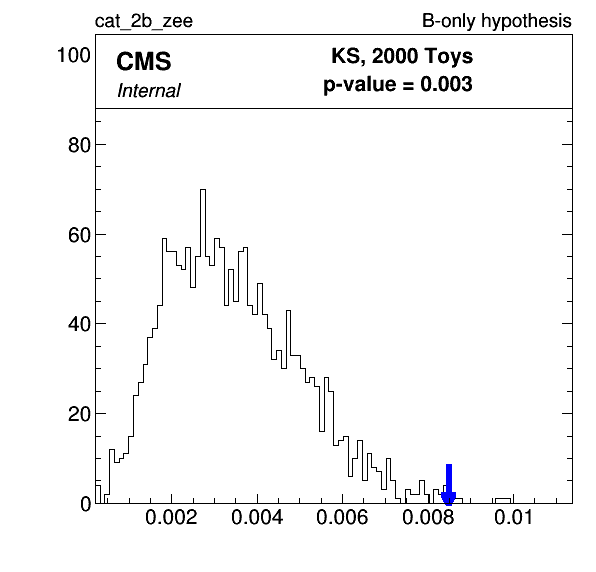 cat_2b_zee B-only hypothesis
100 CMS KS, 2000 Toys
Internal p-value = 0.003
80
60
40
20
0
0.002 0.004 0.006 0.008 0.01